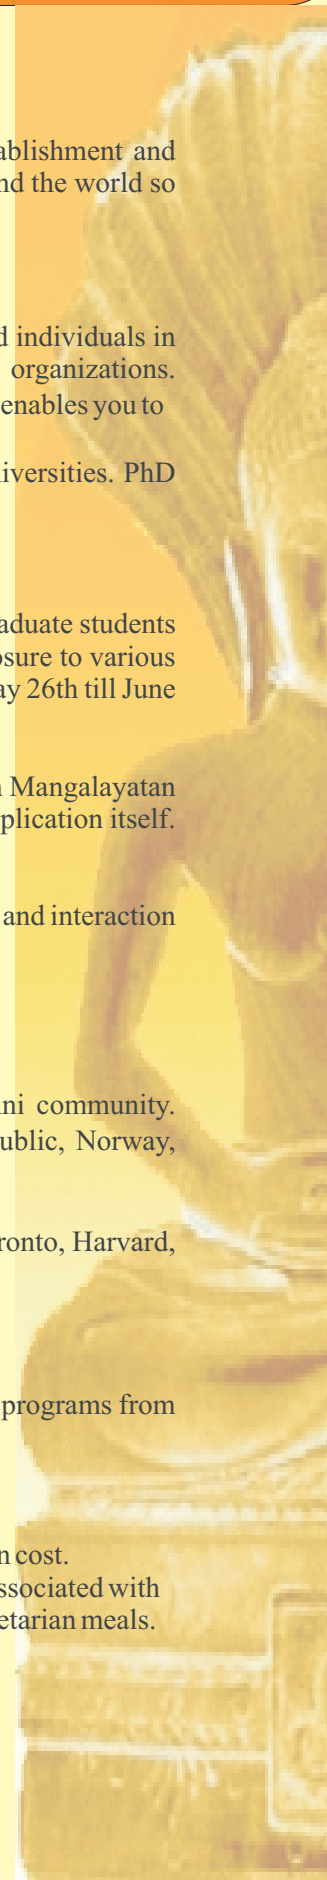 ablishment and
nd the world so
d individuals in
organizations.
enables you to
iversities. PhD
aduate students
osure to various
ay 26th till June
n Mangalayatan
plication itself.
and interaction
ni community.
ublic, Norway,
ronto, Harvard,
programs from
n cost.
ssociated with
etarian meals.